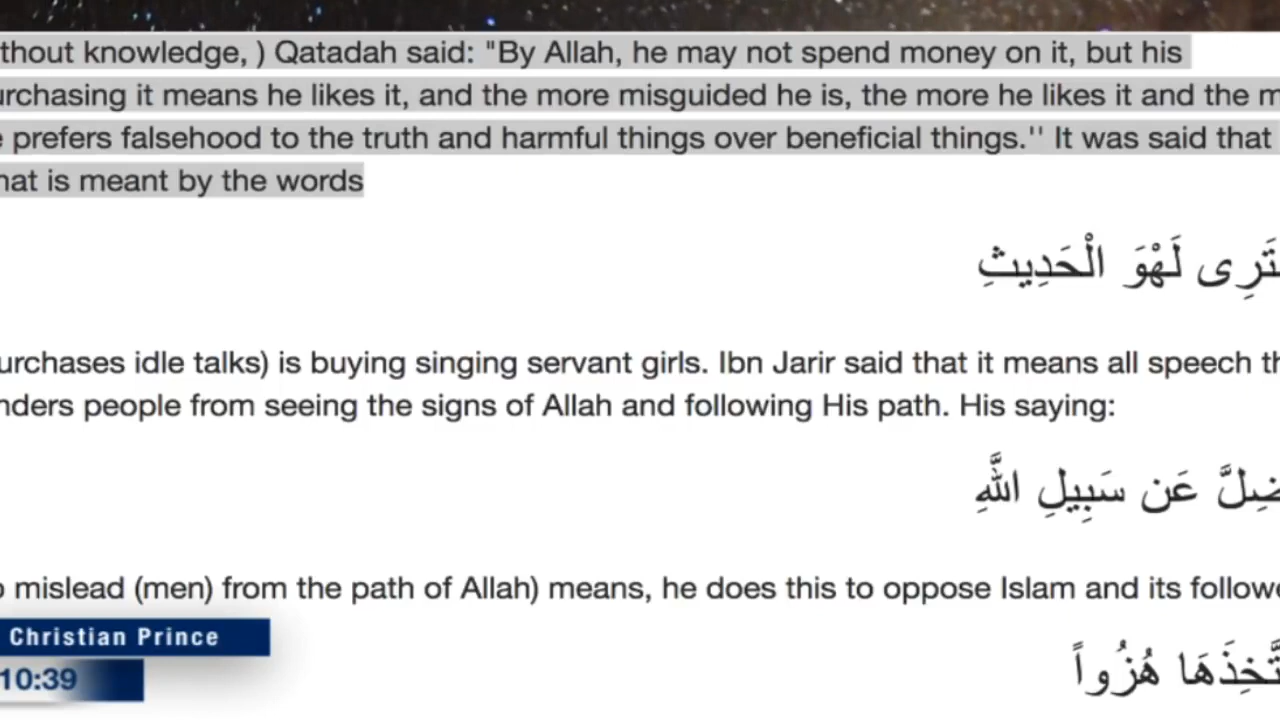 thout knowledge, ) Qatadah said: "By Allah, he may not spend money on it, but his
urchasing it means he likes it, and the more misguided he is, the more he likes it and the m
e prefers falsehood to the truth and harmful things over beneficial things.'' It was said that
hat is meant by the words
تَرِى لَهْوَ الْحَدِيثِ
urchases idle talks) is buying singing servant girls. Ibn Jarir said that it means all speech th
nders people from seeing the signs of Allah and following His path. His saying:
ضِلَّ عَن سَبِيلِ اللَّهِ
o mislead (men) from the path of Allah) means, he does this to oppose Islam and its followe
تَّخِذَهَا هُزُواً
Christian Prince
10:39